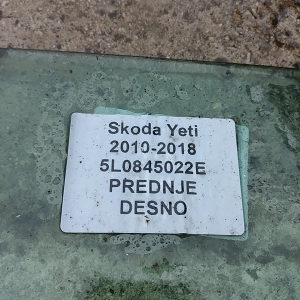 Skoda Yeti
2010-2018
5L0845022E
PREDNJE
DESNO